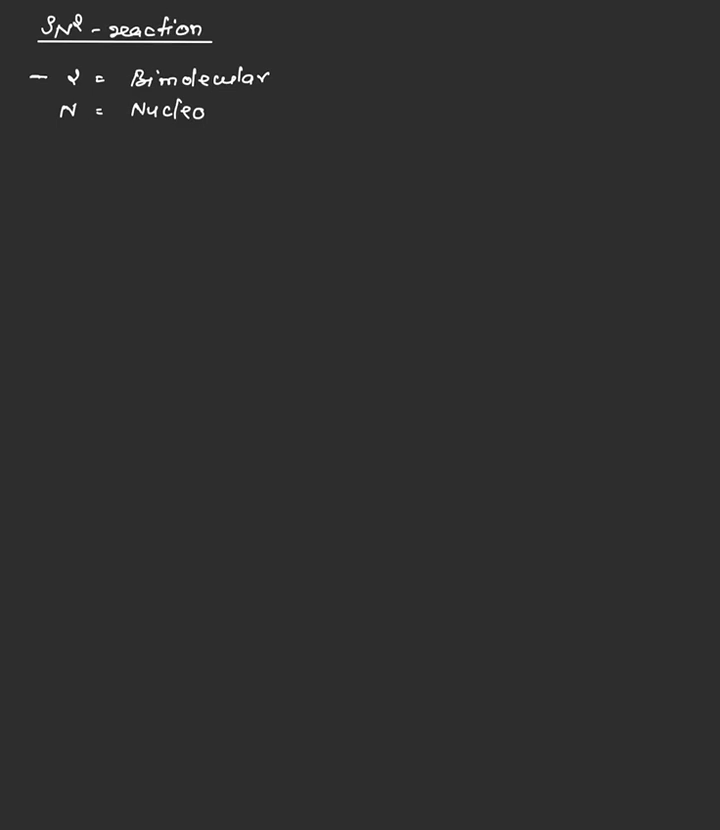 SN2 - reaction
- 2 = Bimolecular
N = Nucleo